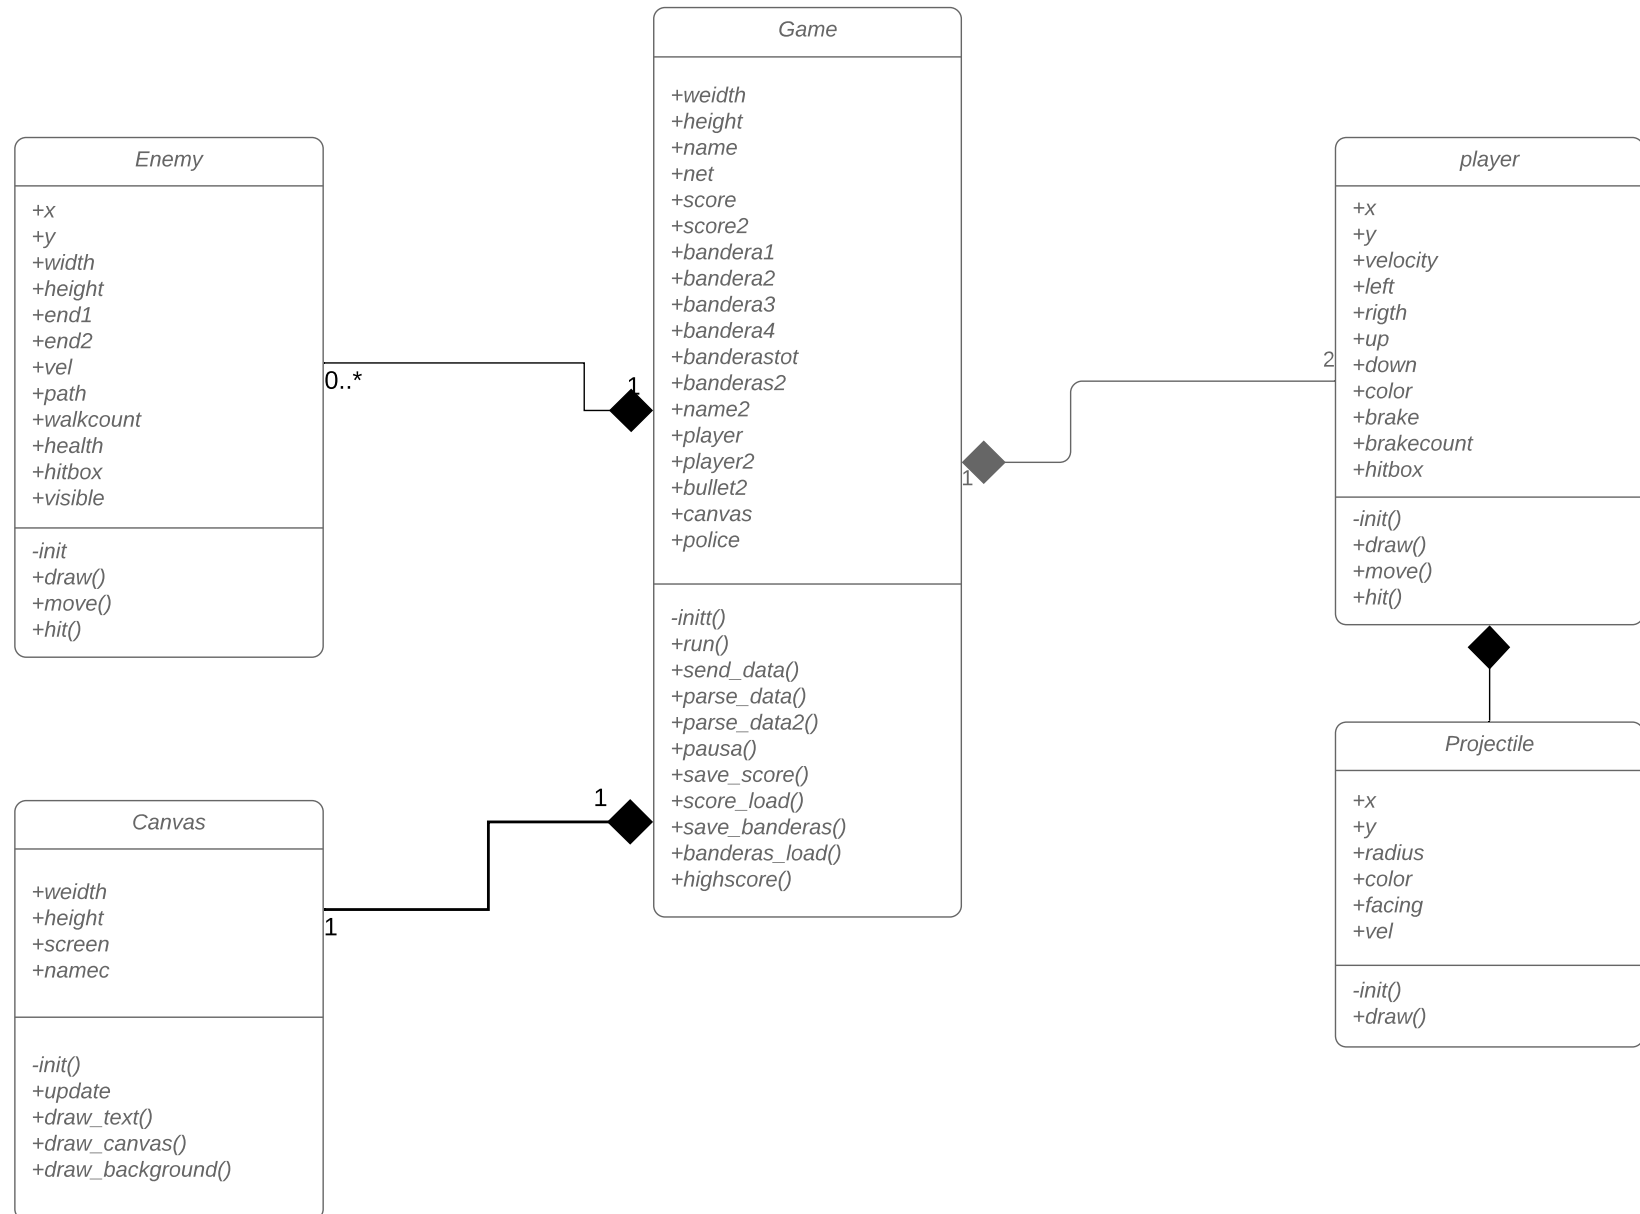 Game
+weidth
+height
+name
+net
+score
+score2
+bandera1
+bandera2
+bandera3
+bandera4
+banderastot
+banderas2
+name2
+player
+player2
+bullet2
+canvas
+police
-initt()
+run()
+send_data()
+parse_data()
+parse_data2()
+pausa()
+save_score()
+score_load()
+save_banderas()
+banderas_load()
+highscore()
Enemy
+x
+y
+width
+height
+end1
+end2
+vel
+path
+walkcount
+health
+hitbox
+visible
-init
+draw()
+move()
+hit()
0..*
1
player
+x
+y
+velocity
+left
+rigth
+up
+down
+color
+brake
+brakecount
+hitbox
-init()
+draw()
+move()
+hit()
2
1
Canvas
+weidth
+height
+screen
+namec
-init()
+update
+draw_text()
+draw_canvas()
+draw_background()
1
1
Projectile
+x
+y
+radius
+color
+facing
+vel
-init()
+draw()